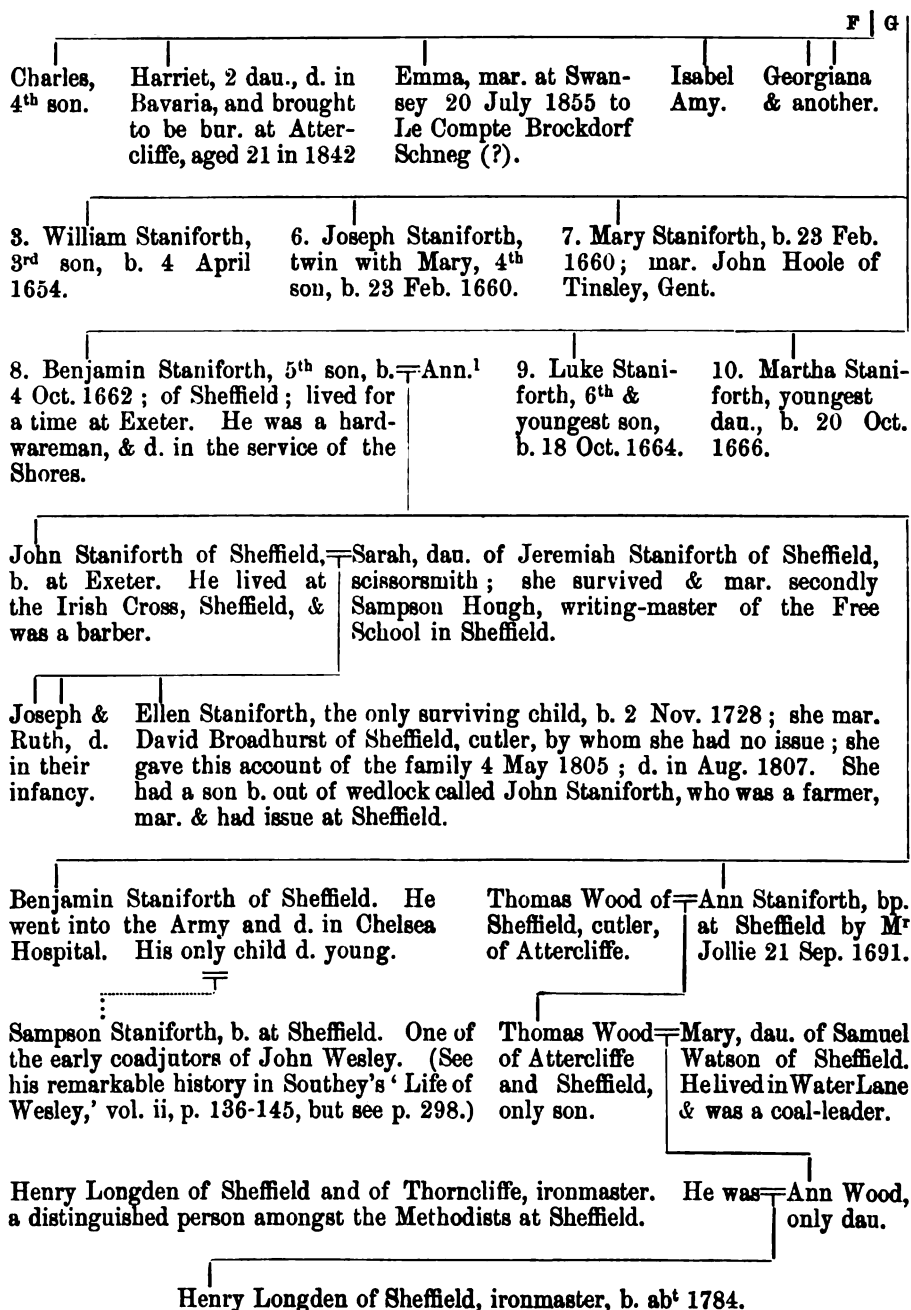 F | G
Charles,
4th son.
Harriet, 2 dau., d. in
Bavaria, and brought
to be bur. at Atter-
cliffe, aged 21 in 1842
Emma, mar. at Swan-
sey 20 July 1855 to
Le Compte Brockdorf
Schneg (?).
Isabel
Amy.
Georgiana
& another.
3. William Staniforth,
3rd son, b. 4 April
1654.
6. Joseph Staniforth,
twin with Mary, 4th
son, b. 23 Feb. 1660.
7. Mary Staniforth, b. 23 Feb.
1660; mar. John Hoole of
Tinsley, Gent.
8. Benjamin Staniforth, 5th son, b.
4 Oct. 1662; of Sheffield; lived for
a time at Exeter. He was a hard-
wareman, & d. in the service of the
Shores.
Ann.1
9. Luke Stani-
forth, 6th &
youngest son,
b. 18 Oct. 1664.
10. Martha Stani-
forth, youngest
dau., b. 20 Oct.
1666.
John Staniforth of Sheffield,
b. at Exeter. He lived at
the Irish Cross, Sheffield, &
was a barber.
Sarah, dau. of Jeremiah Staniforth of Sheffield,
scissorsmith; she survived & mar. secondly
Sampson Hough, writing-master of the Free
School in Sheffield.
Joseph &
Ruth, d.
in their
infancy.
Ellen Staniforth, the only surviving child, b. 2 Nov. 1728; she mar.
David Broadhurst of Sheffield, cutler, by whom she had no issue; she
gave this account of the family 4 May 1805; d. in Aug. 1807. She
had a son b. out of wedlock called John Staniforth, who was a farmer,
mar. & had issue at Sheffield.
Benjamin Staniforth of Sheffield. He
went into the Army and d. in Chelsea
Hospital. His only child d. young.
Thomas Wood of
Sheffield, cutler,
of Attercliffe.
Ann Staniforth, bp.
at Sheffield by Mr
Jollie 21 Sep. 1691.
Sampson Staniforth, b. at Sheffield. One of
the early coadjutors of John Wesley. (See
his remarkable history in Southey's ‘Life of
Wesley,’ vol. ii, p. 136-145, but see p. 298.)
Thomas Wood
of Attercliffe
and Sheffield,
only son.
Mary, dau. of Samuel
Watson of Sheffield.
He lived in Water Lane
& was a coal-leader.
Henry Longden of Sheffield and of Thorncliffe, ironmaster. He was
a distinguished person amongst the Methodists at Sheffield.
Ann Wood,
only dau.
Henry Longden of Sheffield, ironmaster, b. abt 1784.